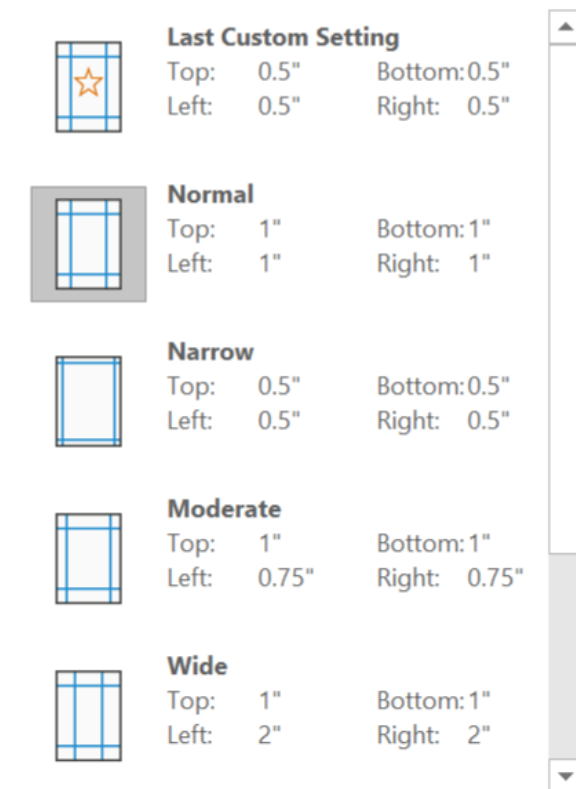 Last Custom Setting
Top: 0.5" Bottom: 0.5"
Left: 0.5" Right: 0.5"
Normal
Top: 1" Bottom: 1"
Left: 1" Right: 1"
Narrow
Top: 0.5" Bottom: 0.5"
Left: 0.5" Right: 0.5"
Moderate
Top: 1" Bottom: 1"
Left: 0.75" Right: 0.75"
Wide
Top: 1" Bottom: 1"
Left: 2" Right: 2"